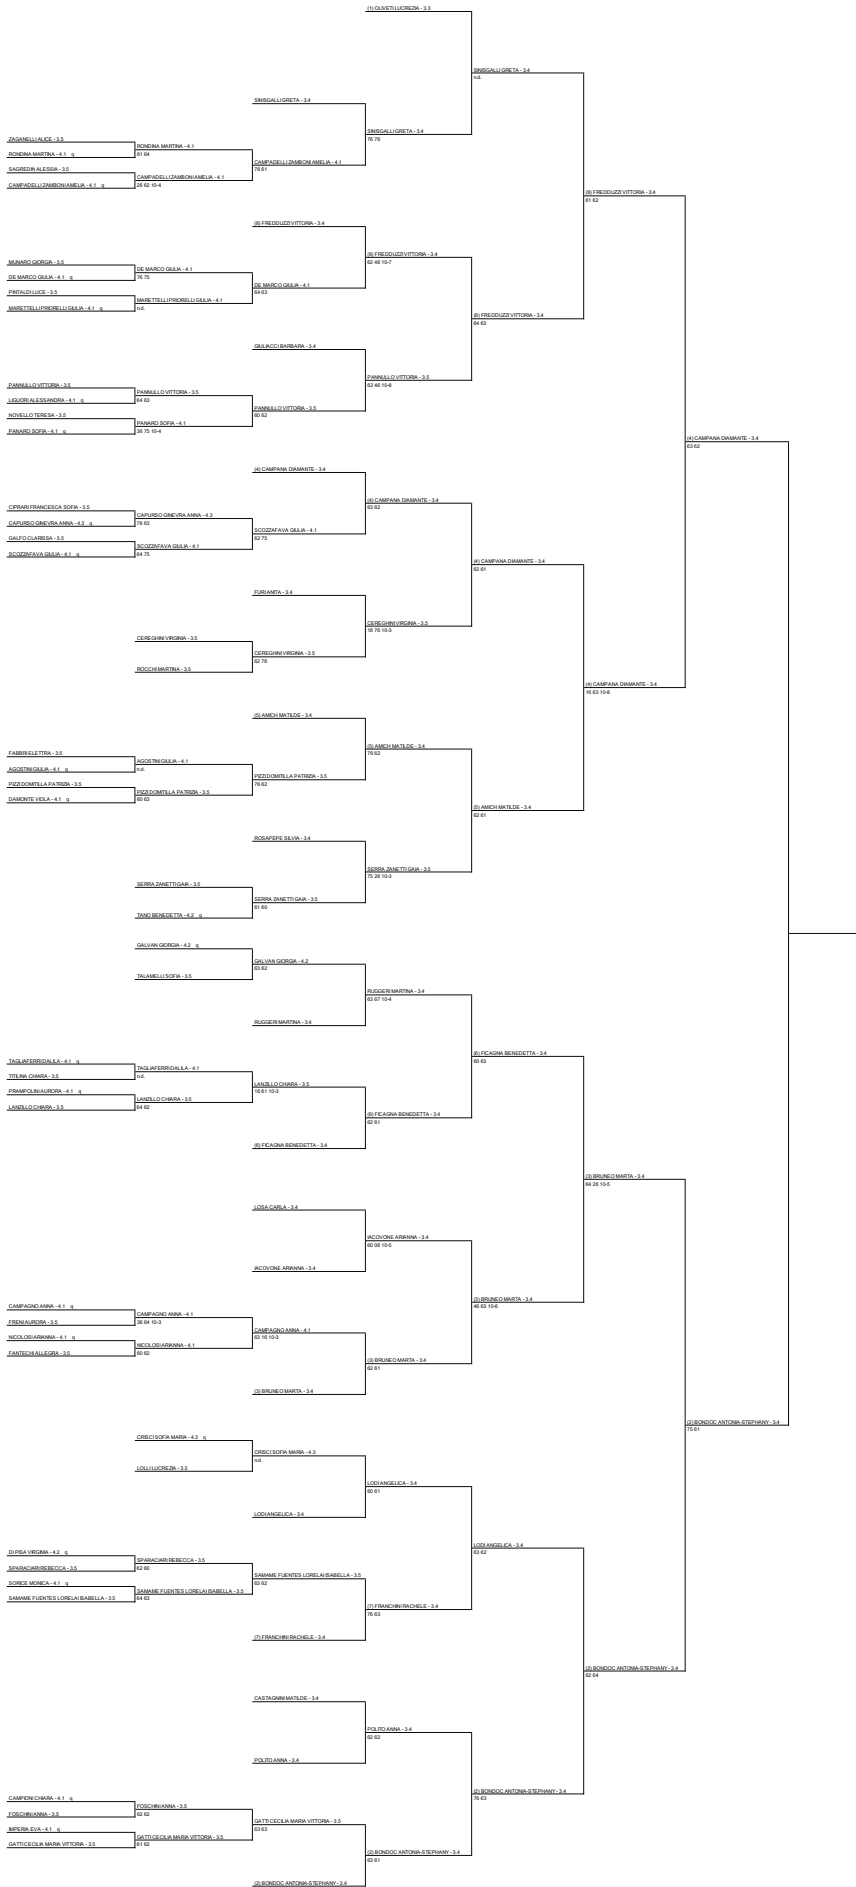 (1) OLIVETI LUCREZIA - 3.3
SINISGALLI GRETA - 3.4
n.d.
SINISGALLI GRETA - 3.4
SINISGALLI GRETA - 3.4
76 76
ZAGANELLI ALICE - 3.5
RONDINA MARTINA - 4.1
RONDINA MARTINA - 4.1 q
61 64
CAMPADELLI ZAMBONI AMELIA - 4.1
76 61
SAGREDIN ALESSIA - 3.5
CAMPADELLI ZAMBONI AMELIA - 4.1
CAMPADELLI ZAMBONI AMELIA - 4.1 q
26 62 10-4
(8) FREDDUZZI VITTORIA - 3.4
61 62
(8) FREDDUZZI VITTORIA - 3.4
(8) FREDDUZZI VITTORIA - 3.4
62 46 10-7
MUNARO GIORGIA - 3.5
DE MARCO GIULIA - 4.1
DE MARCO GIULIA - 4.1 q
76 75
DE MARCO GIULIA - 4.1
64 63
PINTALDI LUCE - 3.5
MARETTELLI PRIORELLI GIULIA - 4.1
MARETTELLI PRIORELLI GIULIA - 4.1 q
n.d.
(8) FREDDUZZI VITTORIA - 3.4
64 63
GIULIACCI BARBARA - 3.4
PANNULLO VITTORIA - 3.5
62 46 10-8
PANNULLO VITTORIA - 3.5
PANNULLO VITTORIA - 3.5
LIGUORI ALESSANDRA - 4.1 q
64 63
PANNULLO VITTORIA - 3.5
60 62
NOVELLO TERESA - 3.5
PANARO SOFIA - 4.1
PANARO SOFIA - 4.1 q
36 75 10-4
(4) CAMPANA DIAMANTE - 3.4
63 62
(4) CAMPANA DIAMANTE - 3.4
(4) CAMPANA DIAMANTE - 3.4
63 62
CIPRARI FRANCESCA SOFIA - 3.5
CAPURSO GINEVRA ANNA - 4.3
CAPURSO GINEVRA ANNA - 4.3 q
76 63
SCOZZAFAVA GIULIA - 4.1
62 75
GALFO CLARISSA - 3.5
SCOZZAFAVA GIULIA - 4.1
SCOZZAFAVA GIULIA - 4.1 q
64 75
(4) CAMPANA DIAMANTE - 3.4
62 61
FURI ANITA - 3.4
CEREGHINI VIRGINIA - 3.5
16 76 10-3
CEREGHINI VIRGINIA - 3.5
CEREGHINI VIRGINIA - 3.5
62 76
ROCCHI MARTINA - 3.5
(4) CAMPANA DIAMANTE - 3.4
16 63 10-8
(5) AMICH MATILDE - 3.4
(5) AMICH MATILDE - 3.4
76 62
FABBRI ELETTRA - 3.5
AGOSTINI GIULIA - 4.1
AGOSTINI GIULIA - 4.1 q
n.d.
PIZZI DOMITILLA PATRIZIA - 3.5
76 62
PIZZI DOMITILLA PATRIZIA - 3.5
PIZZI DOMITILLA PATRIZIA - 3.5
DAMONTE VIOLA - 4.1 q
60 63
(5) AMICH MATILDE - 3.4
62 61
ROSAPEPE SILVIA - 3.4
SERRA ZANETTI GAIA - 3.5
75 26 10-3
SERRA ZANETTI GAIA - 3.5
SERRA ZANETTI GAIA - 3.5
61 60
TANO BENEDETTA - 4.2 q
GALVAN GIORGIA - 4.2 q
GALVAN GIORGIA - 4.2
63 62
TALAMELLI SOFIA - 3.5
RUGGERI MARTINA - 3.4
63 67 10-4
RUGGERI MARTINA - 3.4
(6) FICAGNA BENEDETTA - 3.4
60 63
TAGLIAFERRI DALILA - 4.1 q
TAGLIAFERRI DALILA - 4.1
TITLINA CHIARA - 3.5
n.d.
LANZILLO CHIARA - 3.5
16 61 10-3
PRAMPOLINI AURORA - 4.1 q
LANZILLO CHIARA - 3.5
LANZILLO CHIARA - 3.5
64 62
(6) FICAGNA BENEDETTA - 3.4
62 61
(6) FICAGNA BENEDETTA - 3.4
(3) BRUNEO MARTA - 3.4
64 26 10-5
LOSA CARLA - 3.4
IACOVONE ARIANNA - 3.4
60 06 10-5
IACOVONE ARIANNA - 3.4
(3) BRUNEO MARTA - 3.4
46 63 10-6
CAMPAGNO ANNA - 4.1 q
CAMPAGNO ANNA - 4.1
FRENI AURORA - 3.5
36 64 10-3
CAMPAGNO ANNA - 4.1
63 16 10-3
NICOLOSI ARIANNA - 4.1 q
NICOLOSI ARIANNA - 4.1
FANTECHI ALLEGRA - 3.5
60 62
(3) BRUNEO MARTA - 3.4
62 61
(3) BRUNEO MARTA - 3.4
(2) BONDOC ANTONIA-STEPHANY - 3.4
75 61
CRISCI SOFIA MARIA - 4.3 q
CRISCI SOFIA MARIA - 4.3
n.d.
LOLLI LUCREZIA - 3.5
LODI ANGELICA - 3.4
60 61
LODI ANGELICA - 3.4
LODI ANGELICA - 3.4
63 62
DI PISA VIRGINIA - 4.2 q
SPARACIARI REBECCA - 3.5
SPARACIARI REBECCA - 3.5
62 60
SAMAME FUENTES LORELAI ISABELLA - 3.5
63 62
SORICE MONICA - 4.1 q
SAMAME FUENTES LORELAI ISABELLA - 3.5
SAMAME FUENTES LORELAI ISABELLA - 3.5
64 63
(7) FRANCHINI RACHELE - 3.4
76 63
(7) FRANCHINI RACHELE - 3.4
(2) BONDOC ANTONIA-STEPHANY - 3.4
62 64
CASTAGNINI MATILDE - 3.4
POLITO ANNA - 3.4
62 62
POLITO ANNA - 3.4
(2) BONDOC ANTONIA-STEPHANY - 3.4
76 63
CAMPIONI CHIARA - 4.1 q
FOSCHINI ANNA - 3.5
FOSCHINI ANNA - 3.5
62 62
GATTI CECILIA MARIA VITTORIA - 3.5
63 63
IMPERIA EVA - 4.1 q
GATTI CECILIA MARIA VITTORIA - 3.5
GATTI CECILIA MARIA VITTORIA - 3.5
61 62
(2) BONDOC ANTONIA-STEPHANY - 3.4
63 61
(2) BONDOC ANTONIA-STEPHANY - 3.4